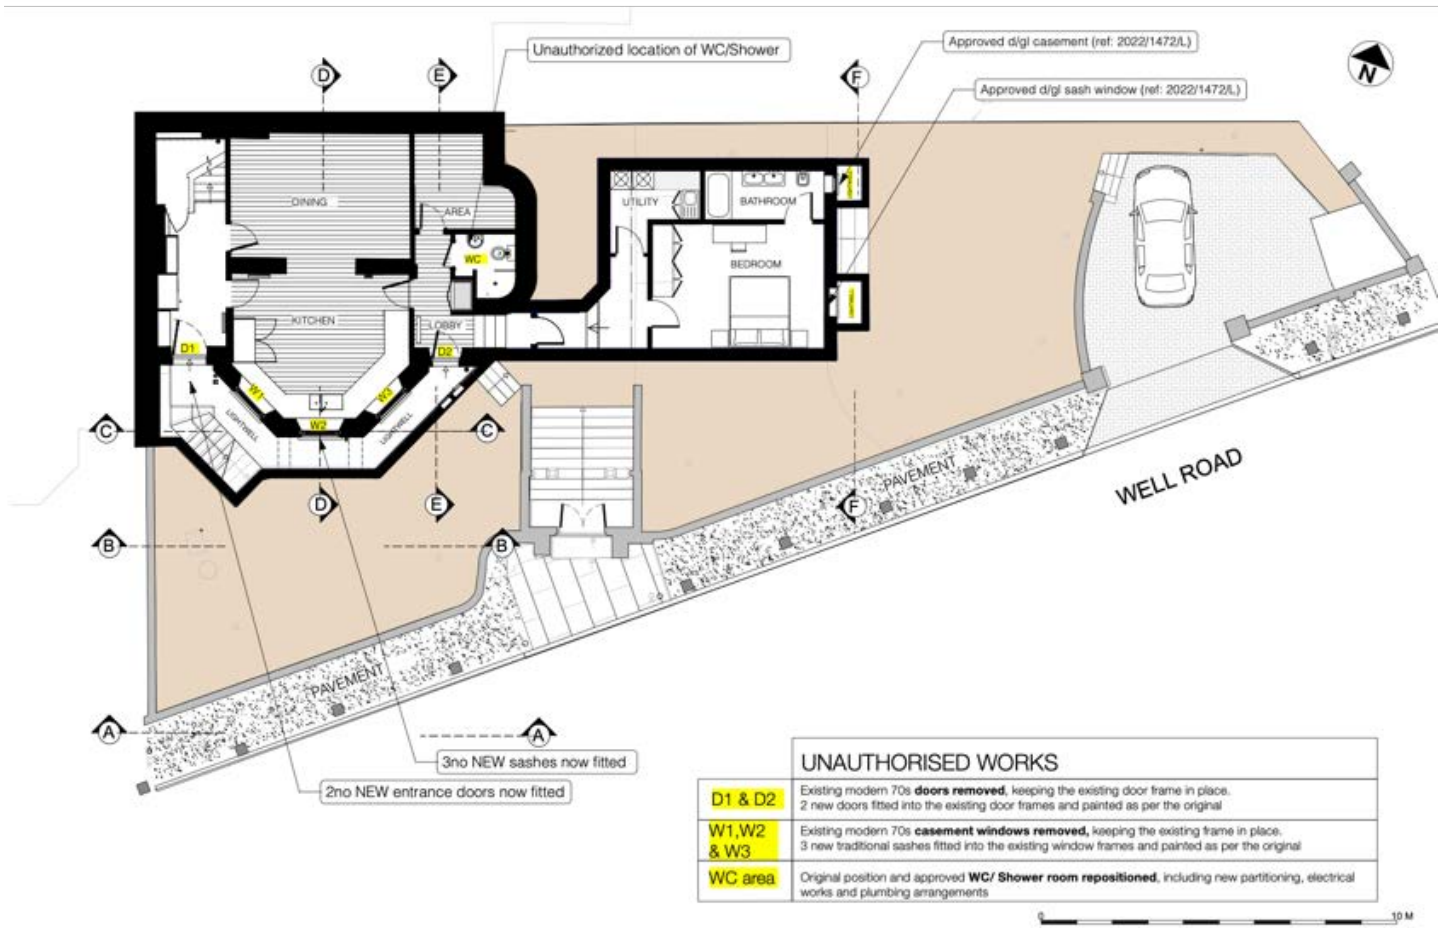 Unauthorized location of WC/Shower
Approved d/gl casement (ref: 2022/1472/L)
Approved d/gl sash window (ref: 2022/1472/L)
N
D
E
F
DINING
AREA
UTILITY
BATHROOM
WC
BEDROOM
KITCHEN
LOBBY
D1
D2
W1
W3
W2
LIGHTWELL
LIGHTWELL
C
C
D
E
F
PAVEMENT
WELL ROAD
B
B
PAVEMENT
A
A
3no NEW sashes now fitted
2no NEW entrance doors now fitted
UNAUTHORISED WORKS
D1 & D2
Existing modern 70s doors removed, keeping the existing door frame in place.
2 new doors fitted into the existing door frames and painted as per the original
W1,W2
& W3
Existing modern 70s casement windows removed, keeping the existing frame in place.
3 new traditional sashes fitted into the existing window frames and painted as per the original
WC area
Original position and approved WC/ Shower room repositioned, including new partitioning, electrical
works and plumbing arrangements
0
10 M